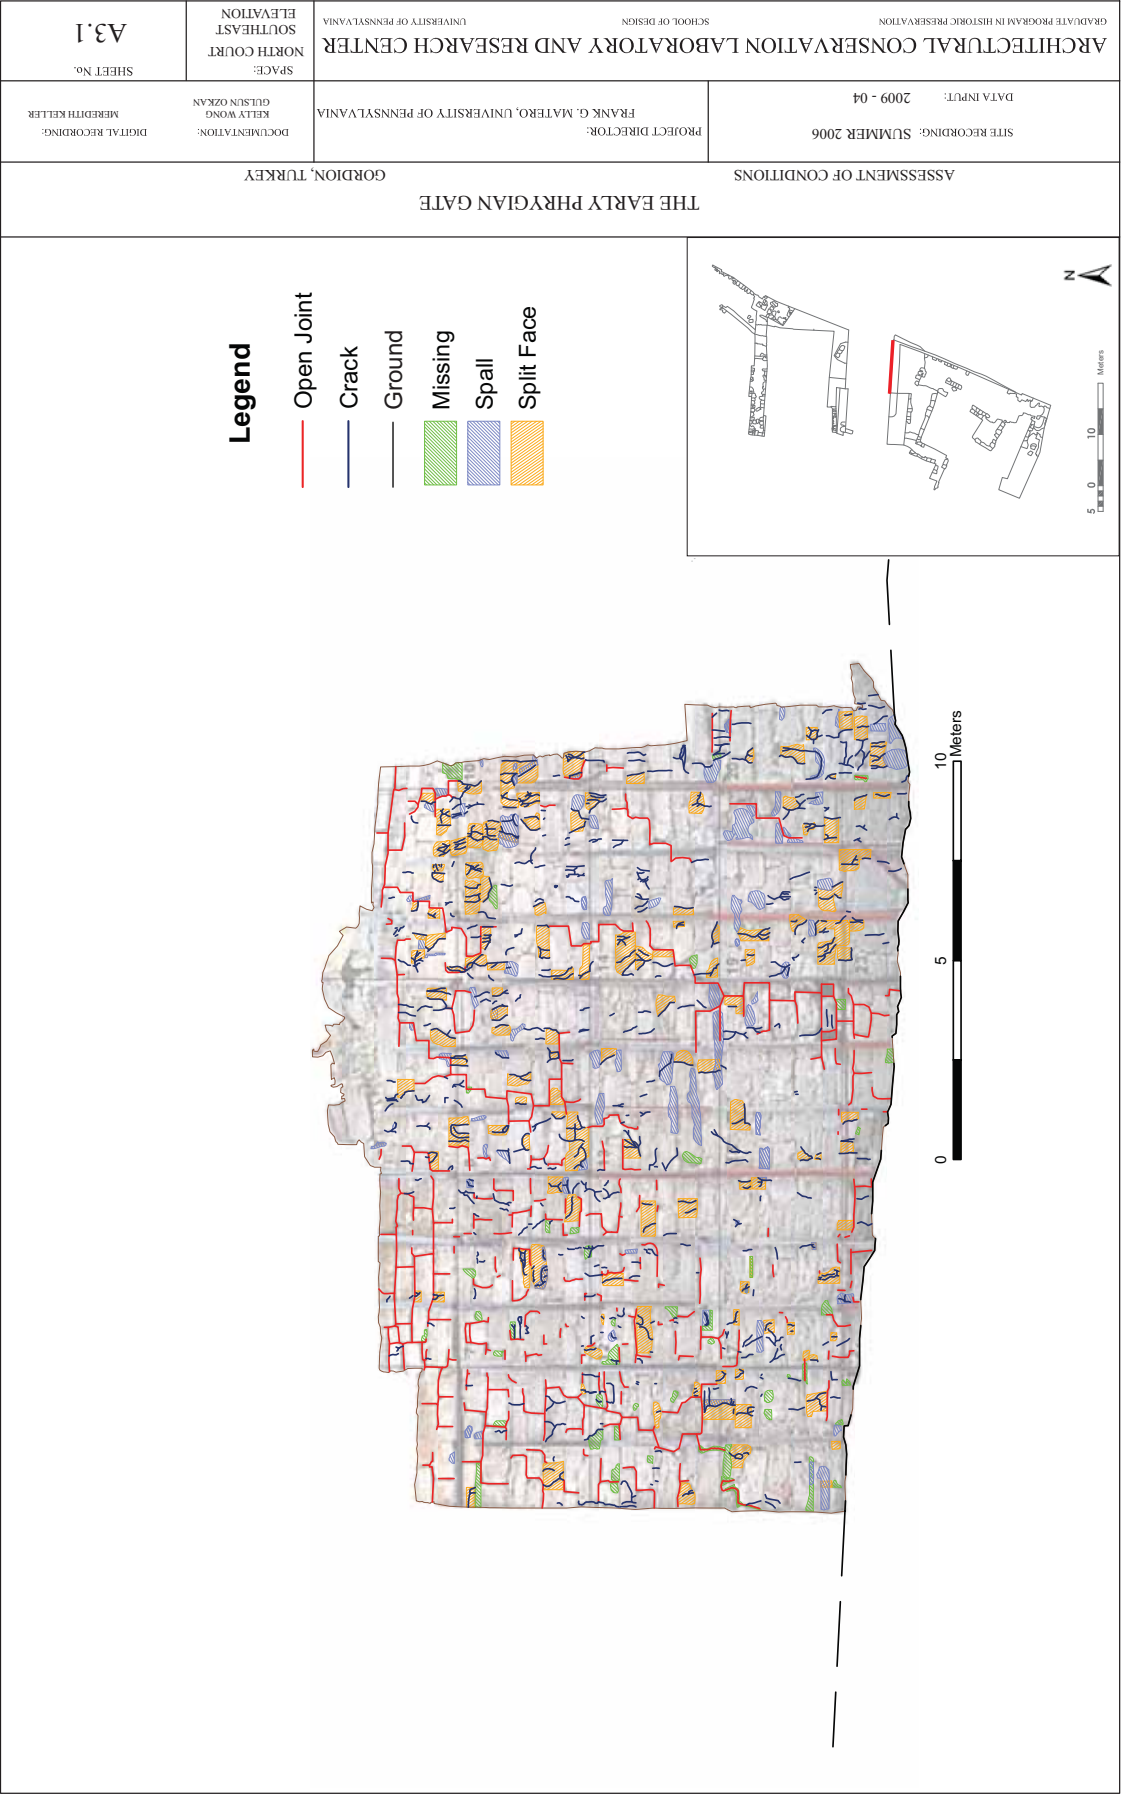 ARCHITECTURAL CONSERVATION LABORATORY AND RESEARCH CENTER
GRADUATE PROGRAM IN HISTORIC PRESERVATION
SCHOOL OF DESIGN
UNIVERSITY OF PENNSYLVANIA
SPACE:
NORTH COURT
SOUTHEAST
ELEVATION
SHEET No.
A3.1
SITE RECORDING: SUMMER 2006
DATA INPUT: 2009 - 04
PROJECT DIRECTOR:
FRANK G. MATERO, UNIVERSITY OF PENNSYLVANIA
DOCUMENTATION:
KELLY WONG
GULSUN OZKAN
DIGITAL RECORDING:
MEREDITH KELLER
THE EARLY PHRYGIAN GATE
ASSESSMENT OF CONDITIONS
GORDION, TURKEY
Legend
Open Joint
Crack
Ground
Missing
Spall
Split Face
N
5 0 10 Meters
0 5 10
Meters